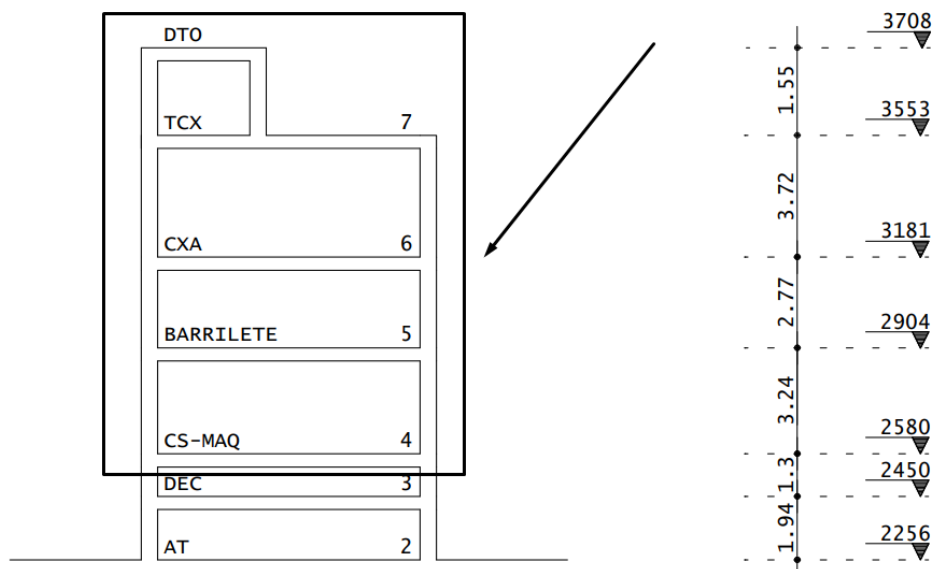 DTO
TCX 7
CXA 6
BARRILETE 5
CS-MAQ 4
DEC 3
AT 2
3708
1.55
3553
3.72
3181
2.77
2904
3.24
2580
1.3
2450
1.94
2256